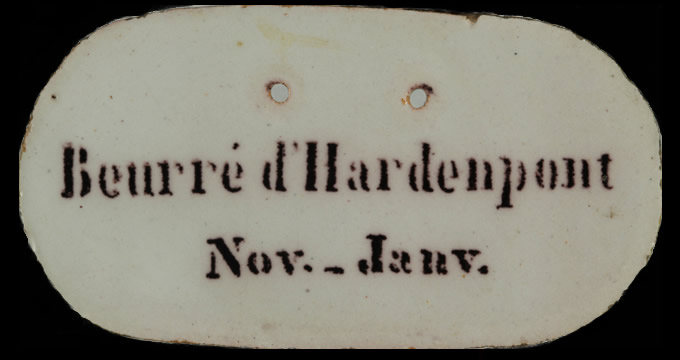 Beurré d'Hardenpont
Nov. - Janv.